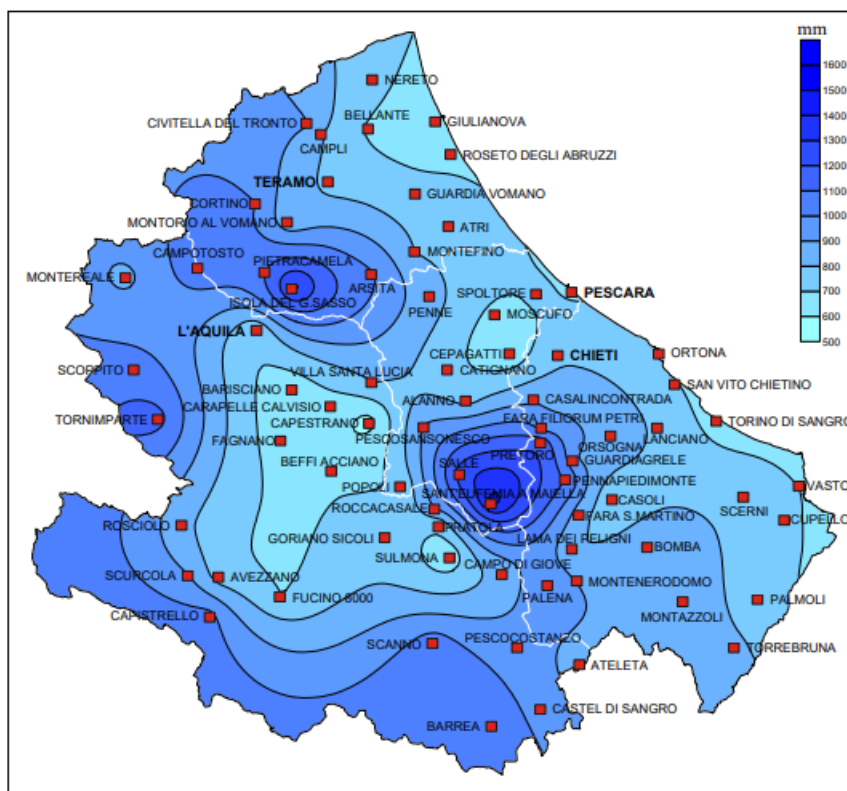 mm
1600
1500
1400
1300
1200
1100
1000
900
800
700
600
500
NERETO
CIVITELLA DEL TRONTO
BELLANTE
GIULIANOVA
CAMPLI
ROSETO DEGLI ABRUZZI
TERAMO
GUARDIA VOMANO
CORTINO
MONTORIO AL VOMANO
ATRI
MONTEFINO
CAMPOTOSTO
PIETRACAMELA
MONTEREALE
ARSITA
ISOLA DEL G.SASSO
SPOLTORE
PESCARA
PENNE
MOSCUFO
L'AQUILA
CEPAGATTI
CHIETI
ORTONA
SCORPITO
VILLA SANTA LUCIA
CATIGNANO
SAN VITO CHIETINO
BARISCIANO
ALANNO
CASALINCONTRADA
CARAPELLE CALVISIO
TORNIMPARTE
CAPESTRANO
FARA FILIORUM PETRI
TORINO DI SANGRO
FAGNANO
PESCOSANSONESCO
ORSOGNA
LANCIANO
PRETORO
BEFFI ACCIANO
SALLE
GUARDIAGRELE
POPOLI
SANT'EUFEMIA A MAIELLA
PENNAPIEDIMONTE
VASTO
ROCCACASALE
CASOLI
SCERNI
FARA S.MARTINO
CUPELLO
ROSCIOLO
PRATOLA
GORIANO SICOLI
LAMA DEI PELIGNI
BOMBA
SULMONA
CAMPO DI GIOVE
SCURCOLA
AVEZZANO
MONTENERODOMO
FUCINO 8000
PALENA
MONTAZZOLI
PALMOLI
CAPISTRELLO
SCANNO
PESCOCOSTANZO
TORREBRUNA
ATELETA
CASTEL DI SANGRO
BARREA